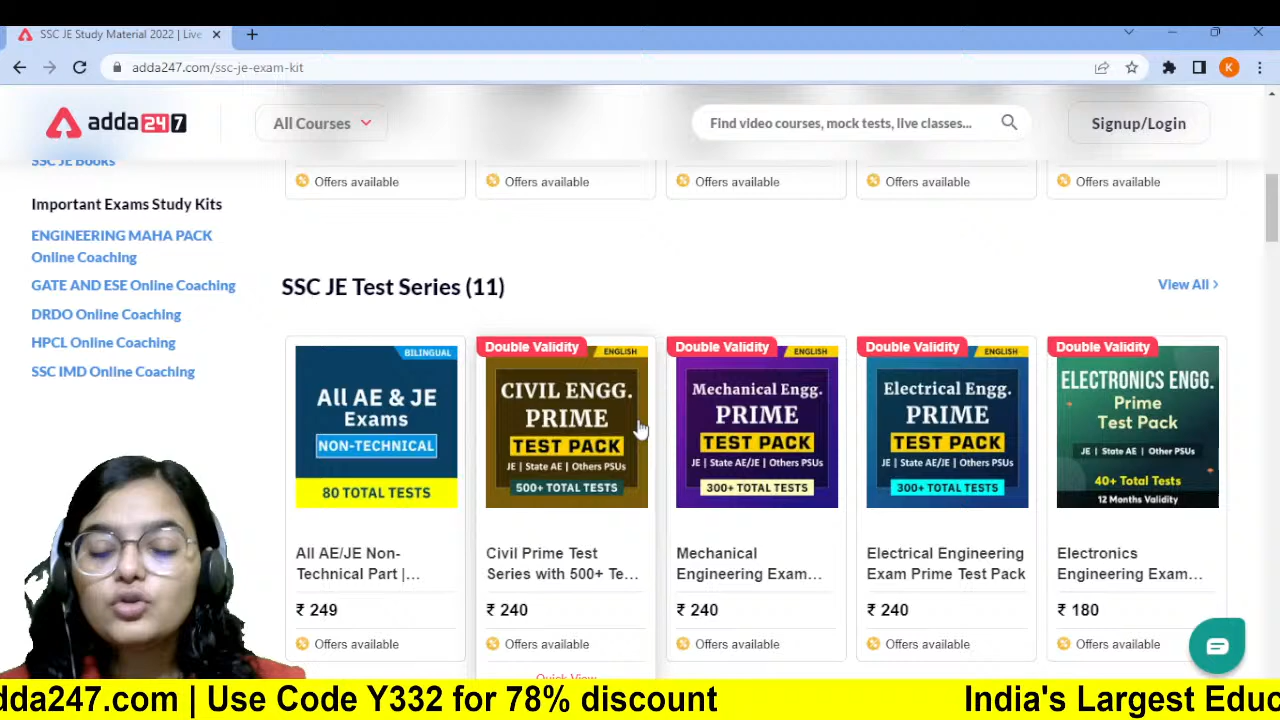 SSC JE Study Material 2022 | Live
adda247.com/ssc-je-exam-kit
K
adda247
All Courses
Find video courses, mock tests, live classes...
Signup/Login
SSC JE Books
Offers available
Offers available
Offers available
Offers available
Offers available
Important Exams Study Kits
ENGINEERING MAHA PACK
Online Coaching
GATE AND ESE Online Coaching
DRDO Online Coaching
HPCL Online Coaching
SSC IMD Online Coaching
SSC JE Test Series (11)
View All
BILINGUAL
All AE & JE
Exams
NON-TECHNICAL
80 TOTAL TESTS
All AE/JE Non-
Technical Part |...
₹ 249
Offers available
Double Validity
ENGLISH
CIVIL ENGG.
PRIME
TEST PACK
JE | State AE | Others PSUs
500+ TOTAL TESTS
Civil Prime Test
Series with 500+ Te...
₹ 240
Offers available
Quick View
Double Validity
ENGLISH
Mechanical Engg.
PRIME
TEST PACK
JE | State AE/JE | Others PSUs
300+ TOTAL TESTS
Mechanical
Engineering Exam...
₹ 240
Offers available
Double Validity
ENGLISH
Electrical Engg.
PRIME
TEST PACK
JE | State AE/JE | Others PSUs
300+ TOTAL TESTS
Electrical Engineering
Exam Prime Test Pack
₹ 240
Offers available
Double Validity
ELECTRONICS ENGG.
Prime
Test Pack
JE | State AE | Other PSUs
40+ Total Tests
12 Months Validity
Electronics
Engineering Exam...
₹ 180
Offers available
dda247.com | Use Code Y332 for 78% discount India's Largest Educ